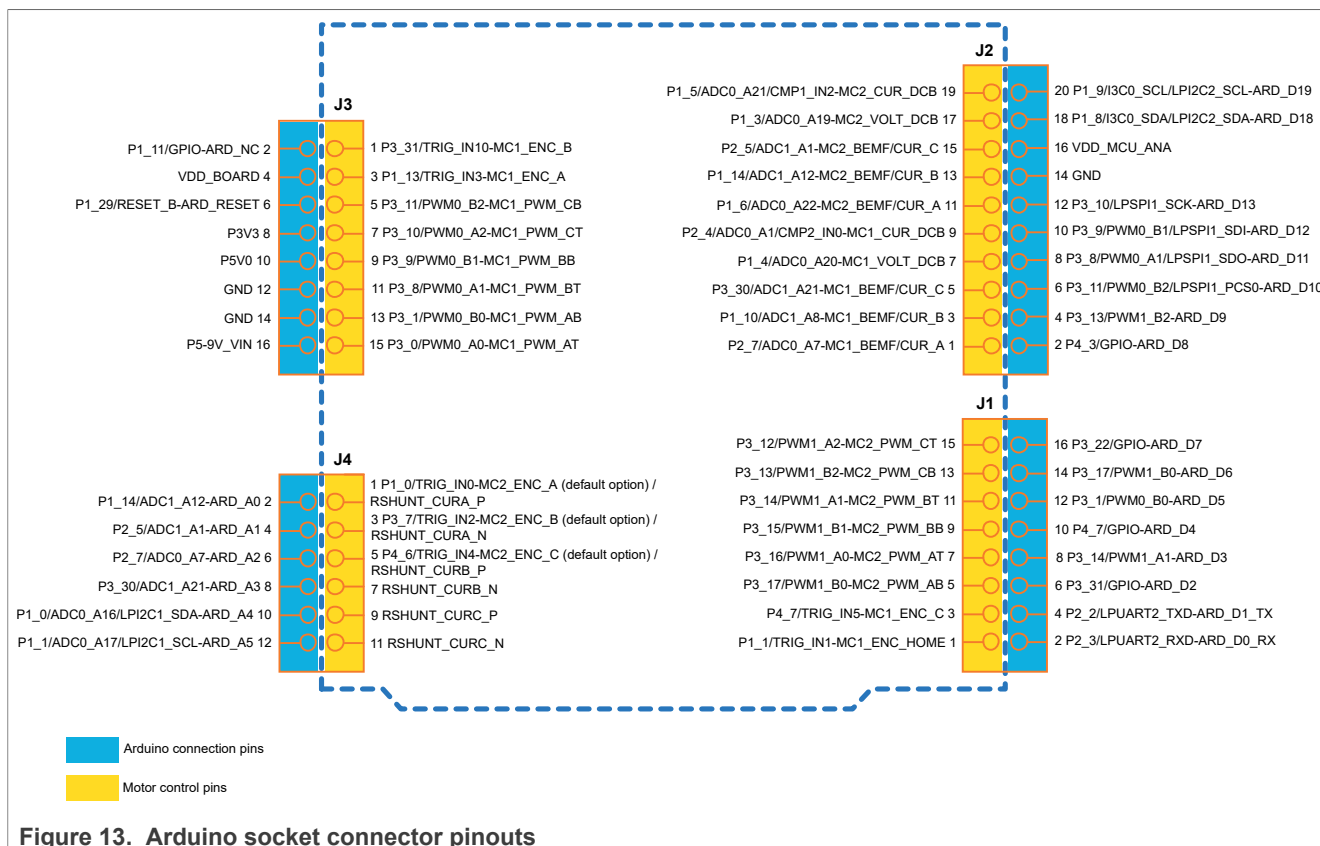 J3
P1_11/GPIO-ARD_NC 2
VDD_BOARD 4
P1_29/RESET_B-ARD_RESET 6
P3V3 8
P5V0 10
GND 12
GND 14
P5-9V_VIN 16
1 P3_31/TRIG_IN10-MC1_ENC_B
3 P1_13/TRIG_IN3-MC1_ENC_A
5 P3_11/PWM0_B2-MC1_PWM_CB
7 P3_10/PWM0_A2-MC1_PWM_CT
9 P3_9/PWM0_B1-MC1_PWM_BB
11 P3_8/PWM0_A1-MC1_PWM_BT
13 P3_1/PWM0_B0-MC1_PWM_AB
15 P3_0/PWM0_A0-MC1_PWM_AT
J2
P1_5/ADC0_A21/CMP1_IN2-MC2_CUR_DCB 19
P1_3/ADC0_A19-MC2_VOLT_DCB 17
P2_5/ADC1_A1-MC2_BEMF/CUR_C 15
P1_14/ADC1_A12-MC2_BEMF/CUR_B 13
P1_6/ADC0_A22-MC2_BEMF/CUR_A 11
P2_4/ADC0_A1/CMP2_IN0-MC1_CUR_DCB 9
P1_4/ADC0_A20-MC1_VOLT_DCB 7
P3_30/ADC1_A21-MC1_BEMF/CUR_C 5
P1_10/ADC1_A8-MC1_BEMF/CUR_B 3
P2_7/ADC0_A7-MC1_BEMF/CUR_A 1
20 P1_9/I3C0_SCL/LPI2C2_SCL-ARD_D19
18 P1_8/I3C0_SDA/LPI2C2_SDA-ARD_D18
16 VDD_MCU_ANA
14 GND
12 P3_10/LPSPI1_SCK-ARD_D13
10 P3_9/PWM0_B1/LPSPI1_SDI-ARD_D12
8 P3_8/PWM0_A1/LPSPI1_SDO-ARD_D11
6 P3_11/PWM0_B2/LPSPI1_PCS0-ARD_D10
4 P3_13/PWM1_B2-ARD_D9
2 P4_3/GPIO-ARD_D8
J4
P1_14/ADC1_A12-ARD_A0 2
P2_5/ADC1_A1-ARD_A1 4
P2_7/ADC0_A7-ARD_A2 6
P3_30/ADC1_A21-ARD_A3 8
P1_0/ADC0_A16/LPI2C1_SDA-ARD_A4 10
P1_1/ADC0_A17/LPI2C1_SCL-ARD_A5 12
1 P1_0/TRIG_IN0-MC2_ENC_A (default option) /
RSHUNT_CURA_P
3 P3_7/TRIG_IN2-MC2_ENC_B (default option) /
RSHUNT_CURA_N
5 P4_6/TRIG_IN4-MC2_ENC_C (default option) /
RSHUNT_CURB_P
7 RSHUNT_CURB_N
9 RSHUNT_CURC_P
11 RSHUNT_CURC_N
J1
P3_12/PWM1_A2-MC2_PWM_CT 15
P3_13/PWM1_B2-MC2_PWM_CB 13
P3_14/PWM1_A1-MC2_PWM_BT 11
P3_15/PWM1_B1-MC2_PWM_BB 9
P3_16/PWM1_A0-MC2_PWM_AT 7
P3_17/PWM1_B0-MC2_PWM_AB 5
P4_7/TRIG_IN5-MC1_ENC_C 3
P1_1/TRIG_IN1-MC1_ENC_HOME 1
16 P3_22/GPIO-ARD_D7
14 P3_17/PWM1_B0-ARD_D6
12 P3_1/PWM0_B0-ARD_D5
10 P4_7/GPIO-ARD_D4
8 P3_14/PWM1_A1-ARD_D3
6 P3_31/GPIO-ARD_D2
4 P2_2/LPUART2_TXD-ARD_D1_TX
2 P2_3/LPUART2_RXD-ARD_D0_RX
Arduino connection pins
Motor control pins
Figure 13. Arduino socket connector pinouts